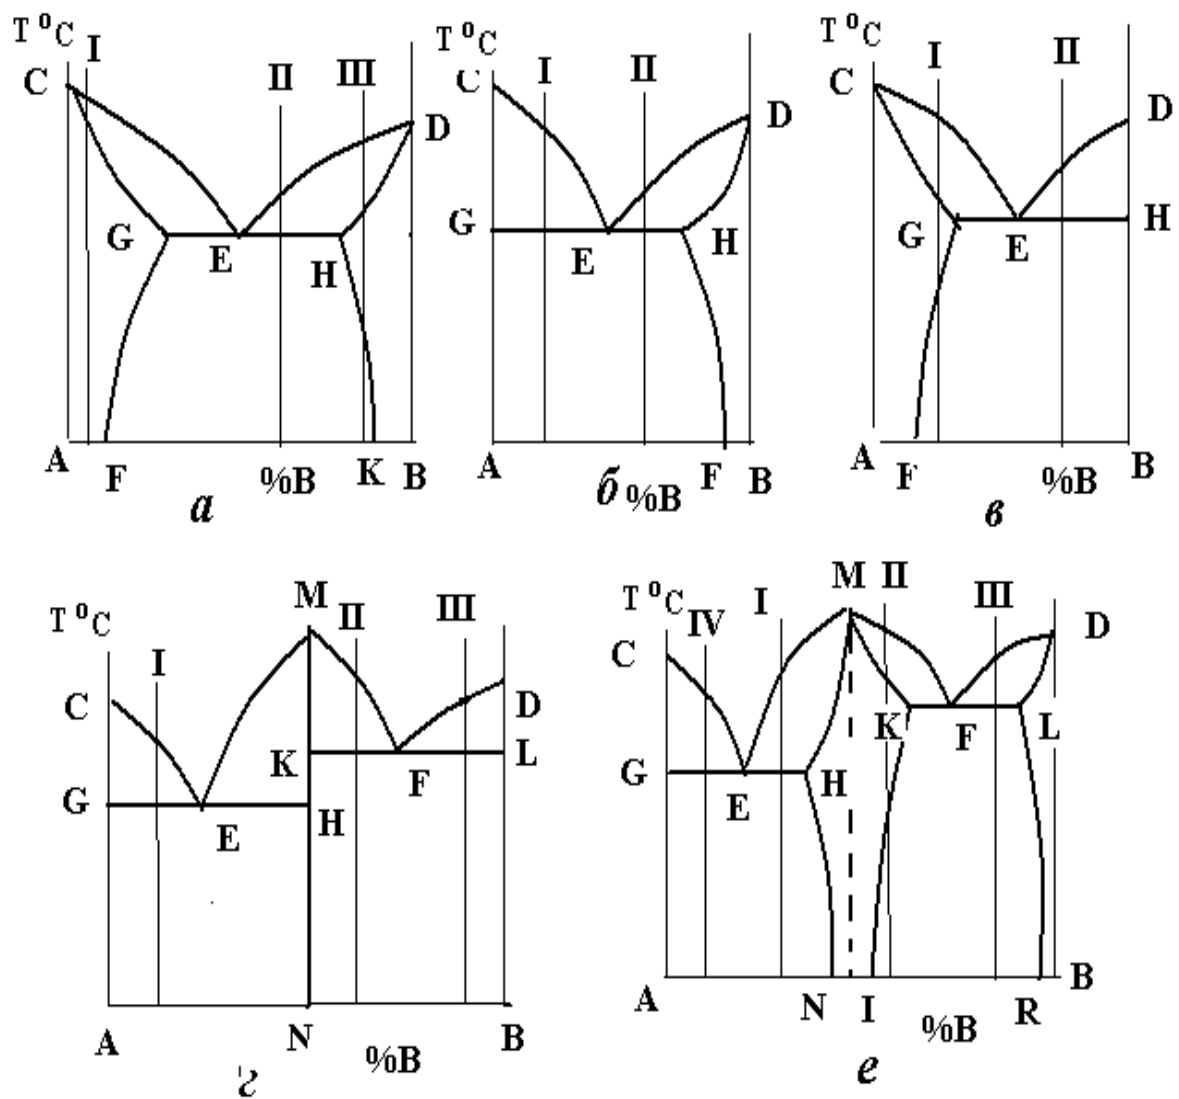 T °C I II III
C D
G E H
A F %B K B
а
T °C I II
C D
G E H
A %B F B
б
T °C I II
C D
G E H
A F %B B
в
T °C I M II III
C D
K F L
G E H
A N %B B
г
T °C IV I M II III
C D
K F L
G E H
A N I %B R B
е